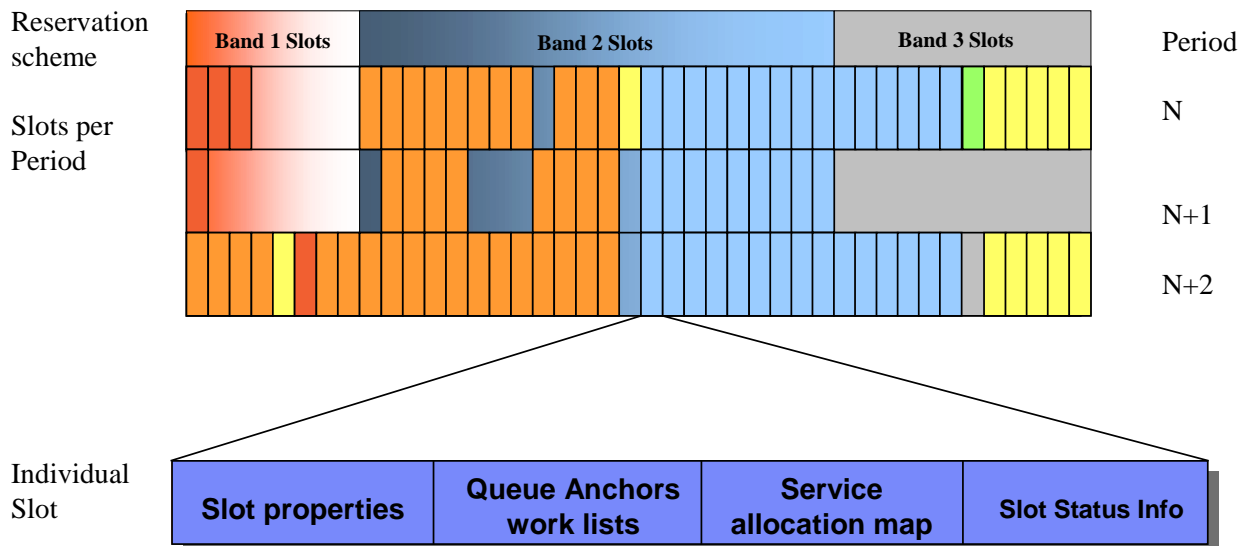 Reservation
scheme
Band 1 Slots
Band 2 Slots
Band 3 Slots
Period
Slots per
Period
N
N+1
N+2
Individual
Slot
Slot properties
Queue Anchors
work lists
Service
allocation map
Slot Status Info